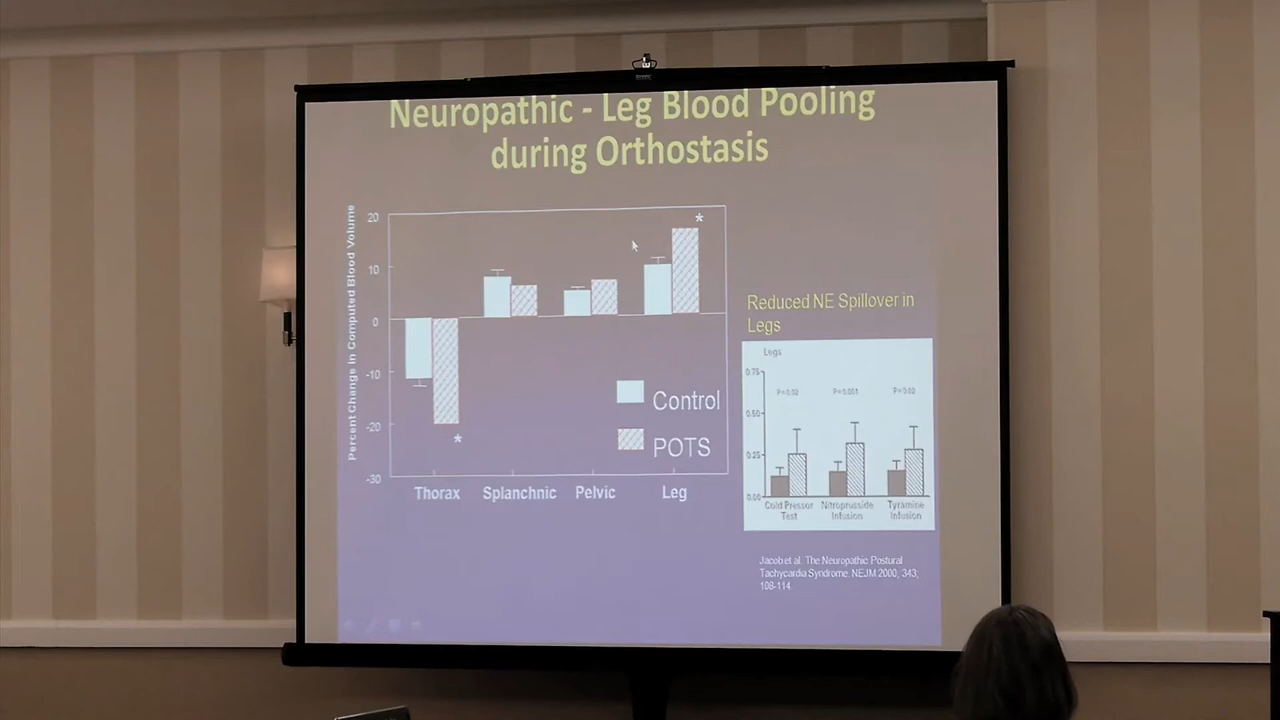 Neuropathic - Leg Blood Pooling
during Orthostasis
Percent Change In Computed Blood Volume
20
10
0
-10
-20
-30
*
*
Control
POTS
Thorax
Splanchnic
Pelvic
Leg
Reduced NE Spillover in
Legs
Legs
0.75
0.50
0.25
0.00
P=0.02
P=0.001
P=0.02
Cold Pressor
Test
Nitroprusside
Infusion
Tyramine
Infusion
Jacob et al. The Neuropathic Postural
Tachycardia Syndrome. NEJM 2000, 343;
108-114.